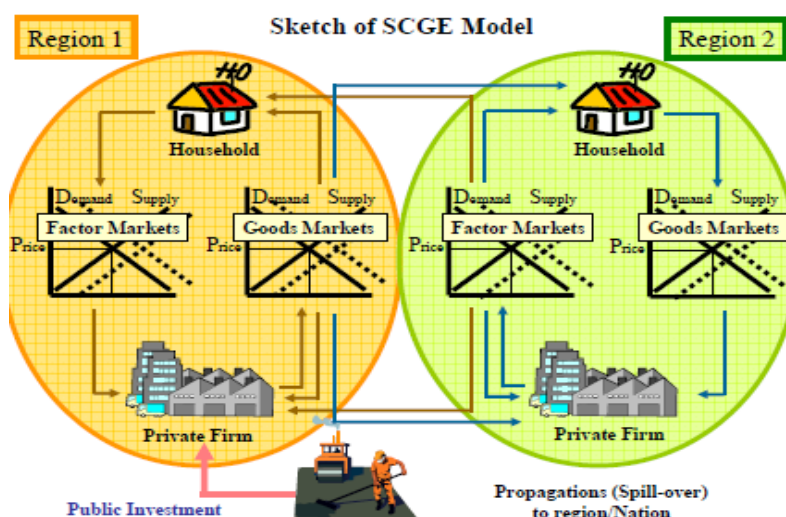 Sketch of SCGE Model
Region 1
Region 2
Household
Household
Demand Supply
Demand Supply
Demand Supply
Demand Supply
Factor Markets
Goods Markets
Factor Markets
Goods Markets
Price
Price
Price
Price
Private Firm
Private Firm
Public Investment
Propagations (Spill-over)
to region/Nation